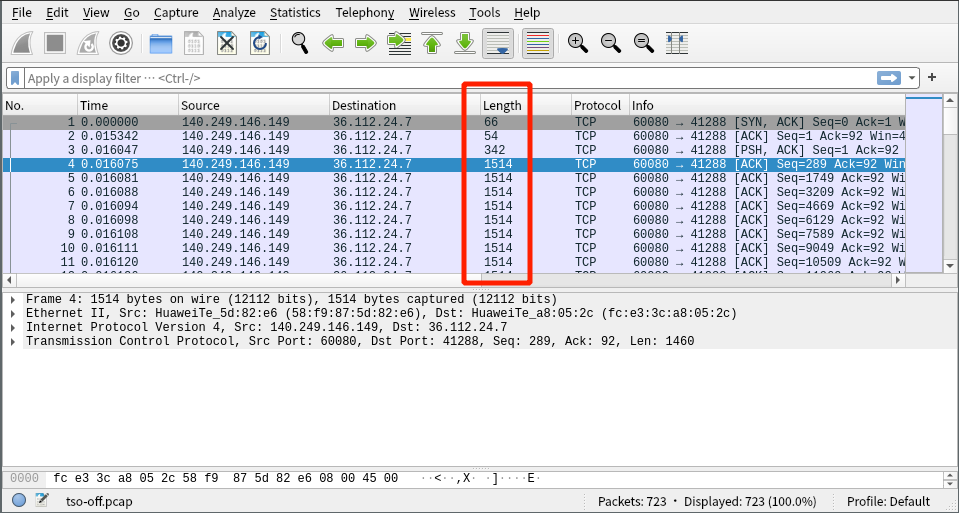 File Edit View Go Capture Analyze Statistics Telephony Wireless Tools Help
Apply a display filter … <Ctrl-/>
No. Time Source Destination Length Protocol Info
1 0.000000 140.249.146.149 36.112.24.7 66 TCP 60080 → 41288 [SYN, ACK] Seq=0 Ack=1 W
2 0.015342 140.249.146.149 36.112.24.7 54 TCP 60080 → 41288 [ACK] Seq=1 Ack=92 Win=4
3 0.016047 140.249.146.149 36.112.24.7 342 TCP 60080 → 41288 [PSH, ACK] Seq=1 Ack=92
4 0.016075 140.249.146.149 36.112.24.7 1514 TCP 60080 → 41288 [ACK] Seq=289 Ack=92 Win
5 0.016081 140.249.146.149 36.112.24.7 1514 TCP 60080 → 41288 [ACK] Seq=1749 Ack=92 Wi
6 0.016088 140.249.146.149 36.112.24.7 1514 TCP 60080 → 41288 [ACK] Seq=3209 Ack=92 Wi
7 0.016094 140.249.146.149 36.112.24.7 1514 TCP 60080 → 41288 [ACK] Seq=4669 Ack=92 Wi
8 0.016098 140.249.146.149 36.112.24.7 1514 TCP 60080 → 41288 [ACK] Seq=6129 Ack=92 Wi
9 0.016108 140.249.146.149 36.112.24.7 1514 TCP 60080 → 41288 [ACK] Seq=7589 Ack=92 Wi
10 0.016111 140.249.146.149 36.112.24.7 1514 TCP 60080 → 41288 [ACK] Seq=9049 Ack=92 Wi
11 0.016120 140.249.146.149 36.112.24.7 1514 TCP 60080 → 41288 [ACK] Seq=10509 Ack=92 W
Frame 4: 1514 bytes on wire (12112 bits), 1514 bytes captured (12112 bits)
Ethernet II, Src: HuaweiTe_5d:82:e6 (58:f9:87:5d:82:e6), Dst: HuaweiTe_a8:05:2c (fc:e3:3c:a8:05:2c)
Internet Protocol Version 4, Src: 140.249.146.149, Dst: 36.112.24.7
Transmission Control Protocol, Src Port: 60080, Dst Port: 41288, Seq: 289, Ack: 92, Len: 1460
0000 fc e3 3c a8 05 2c 58 f9 87 5d 82 e6 08 00 45 00 ··<··,X· ·]····E·
tso-off.pcap Packets: 723 · Displayed: 723 (100.0%) Profile: Default